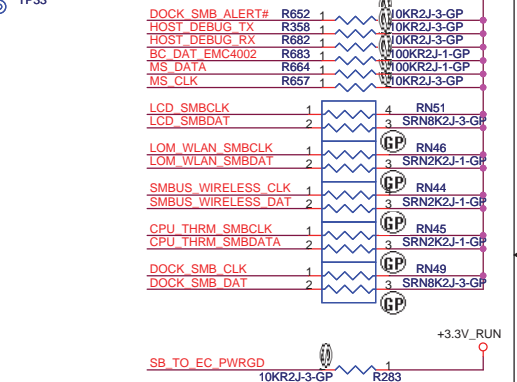 TP33
DOCK_SMB_ALERT# R652 1 10KR2J-3-GP
HOST_DEBUG_TX R358 1 10KR2J-3-GP
HOST_DEBUG_RX R682 1 10KR2J-3-GP
BC_DAT_EMC4002 R683 1 100KR2J-1-GP
MS_DATA R664 1 100KR2J-1-GP
MS_CLK R657 1 10KR2J-3-GP
LCD_SMBCLK 1 4 RN51
LCD_SMBDAT 2 3 SRN8K2J-3-GP
GP
LOM_WLAN_SMBCLK 1 RN46
LOM_WLAN_SMBDAT 2 3 SRN2K2J-1-GP
GP
SMBUS_WIRELESS_CLK 1 4 RN44
SMBUS_WIRELESS_DAT 2 3 SRN2K2J-1-GP
GP
CPU_THRM_SMBCLK 1 RN45
CPU_THRM_SMBDATA 2 3 SRN2K2J-1-GP
GP
DOCK_SMB_CLK 1 RN49
DOCK_SMB_DAT 2 3 SRN8K2J-3-GP
GP
+3.3V_RUN
SB_TO_EC_PWRGD 1
10KR2J-3-GP R283